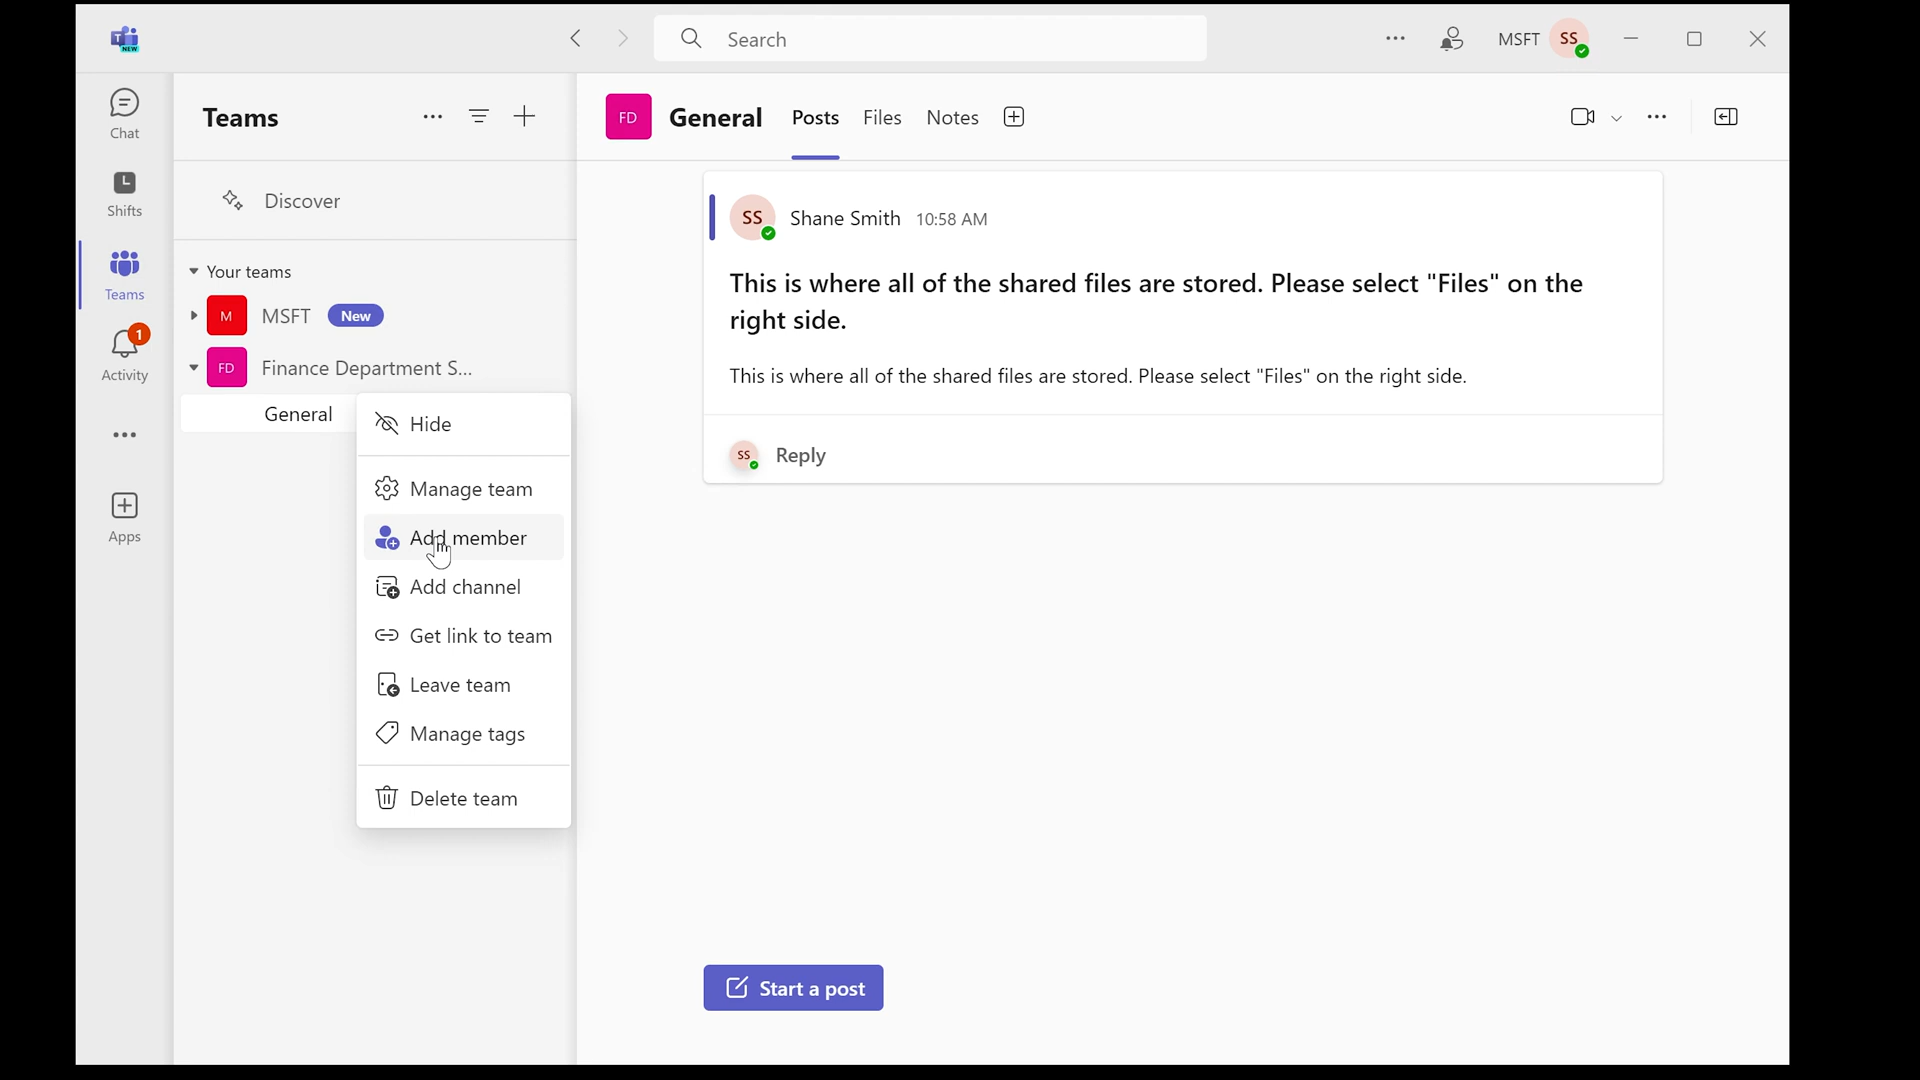 T
NEW
Search
MSFT
SS
Chat
Shifts
Teams
1
Activity
Apps
Teams
Discover
Your teams
M
MSFT
New
FD
Finance Department S...
General
Hide
Manage team
Add member
Add channel
Get link to team
Leave team
Manage tags
Delete team
FD
General
Posts
Files
Notes
SS
Shane Smith 10:58 AM
This is where all of the shared files are stored. Please select "Files" on the
right side.
This is where all of the shared files are stored. Please select "Files" on the right side.
SS
Reply
Start a post